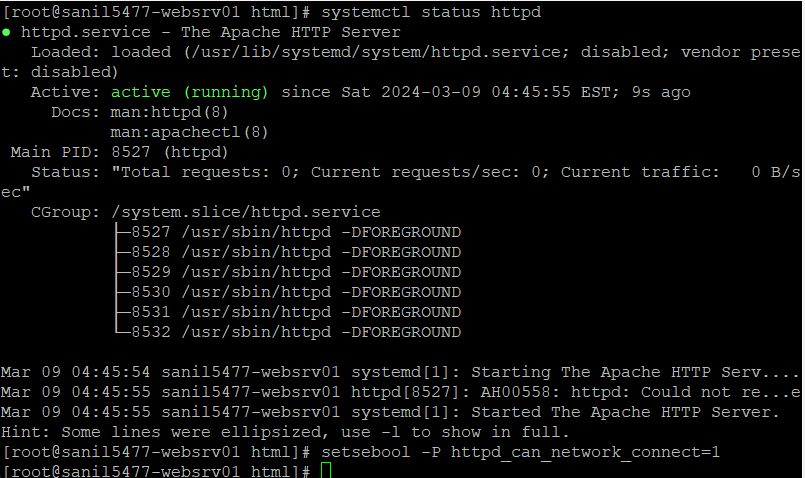 [root@sanil5477-websrv01 html]# systemctl status httpd
● httpd.service - The Apache HTTP Server
   Loaded: loaded (/usr/lib/systemd/system/httpd.service; disabled; vendor prese
t: disabled)
   Active: active (running) since Sat 2024-03-09 04:45:55 EST; 9s ago
     Docs: man:httpd(8)
           man:apachectl(8)
 Main PID: 8527 (httpd)
   Status: "Total requests: 0; Current requests/sec: 0; Current traffic:   0 B/s
ec"
   CGroup: /system.slice/httpd.service
           ├─8527 /usr/sbin/httpd -DFOREGROUND
           ├─8528 /usr/sbin/httpd -DFOREGROUND
           ├─8529 /usr/sbin/httpd -DFOREGROUND
           ├─8530 /usr/sbin/httpd -DFOREGROUND
           ├─8531 /usr/sbin/httpd -DFOREGROUND
           └─8532 /usr/sbin/httpd -DFOREGROUND

Mar 09 04:45:54 sanil5477-websrv01 systemd[1]: Starting The Apache HTTP Serv....
Mar 09 04:45:55 sanil5477-websrv01 httpd[8527]: AH00558: httpd: Could not re...e
Mar 09 04:45:55 sanil5477-websrv01 systemd[1]: Started The Apache HTTP Server.
Hint: Some lines were ellipsized, use -l to show in full.
[root@sanil5477-websrv01 html]# setsebool -P httpd_can_network_connect=1
[root@sanil5477-websrv01 html]#